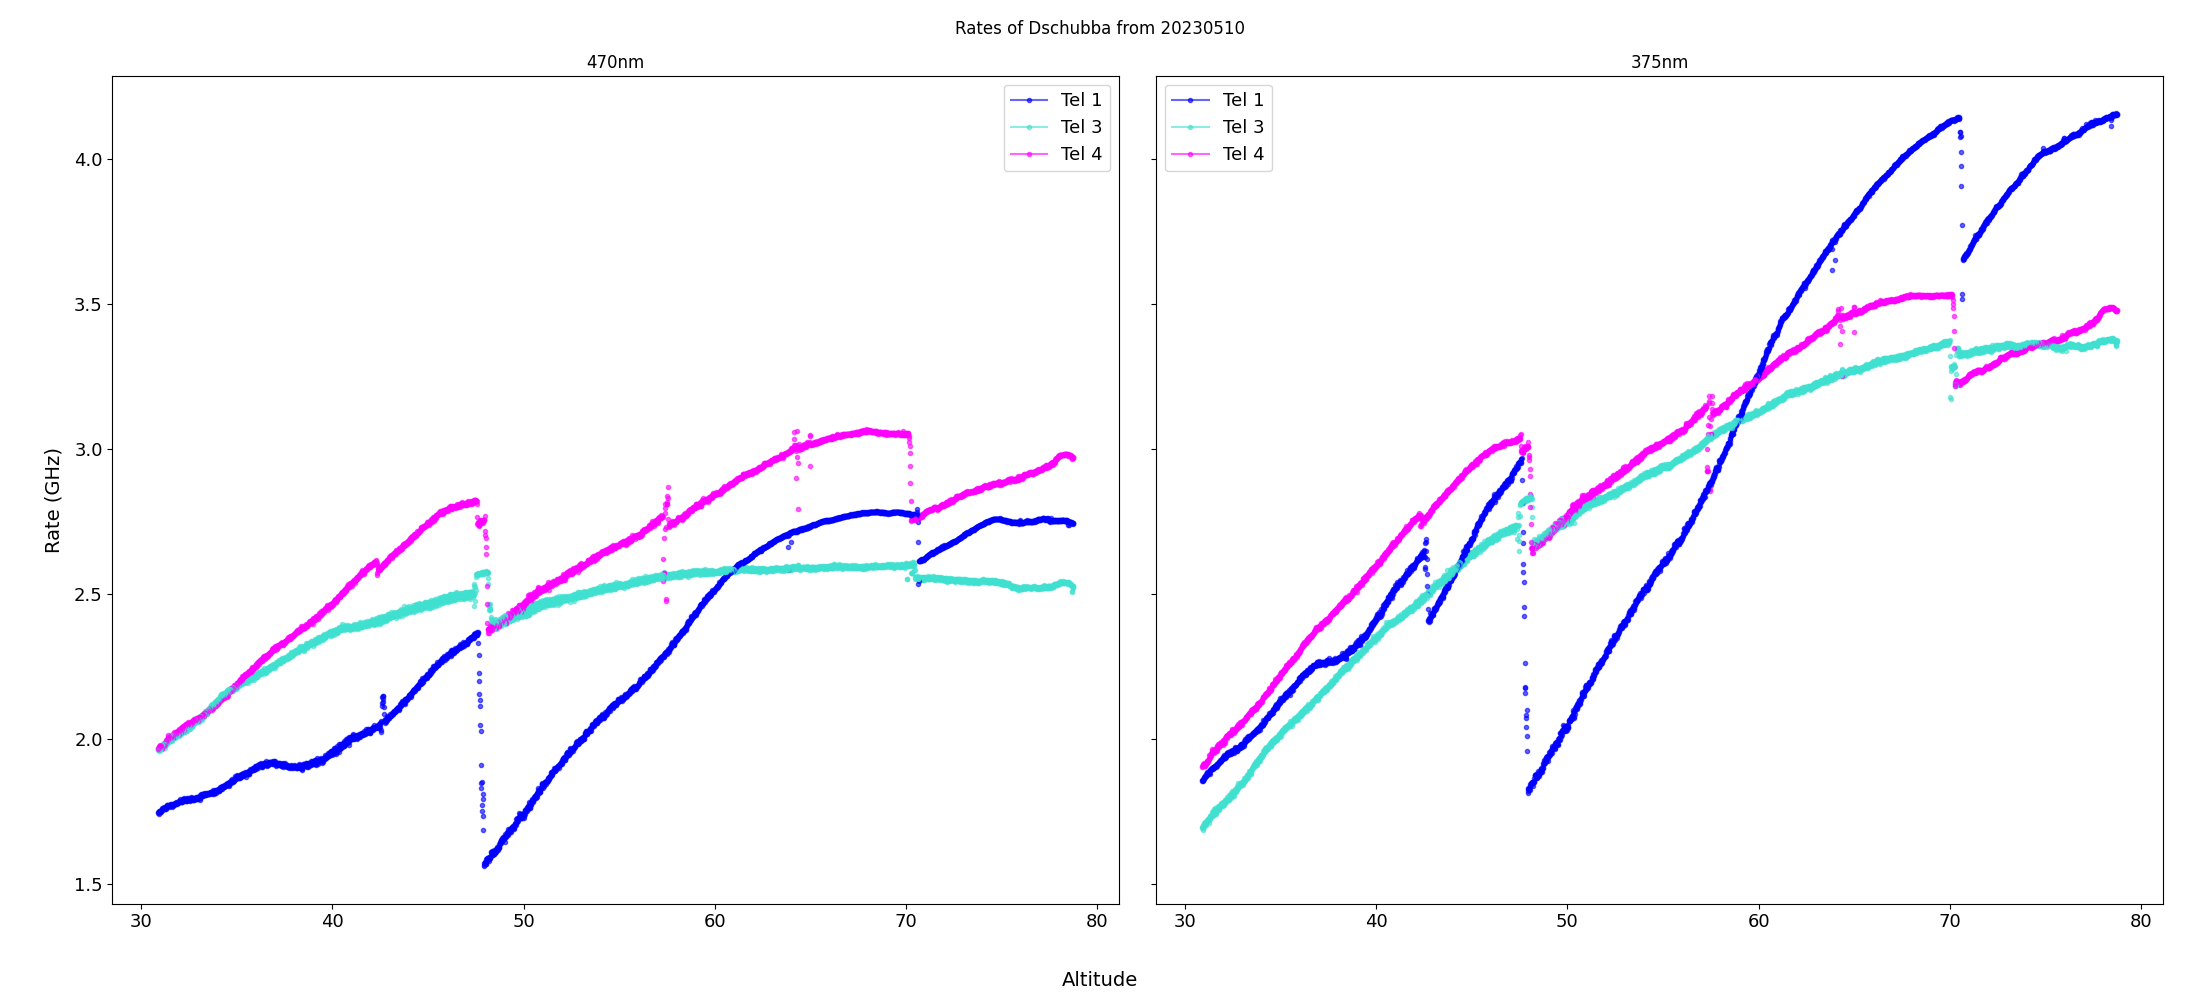 Rates of Dschubba from 20230510
470nm
375nm
Tel 1
Tel 3
Tel 4
Tel 1
Tel 3
Tel 4
Rate (GHz)
4.0
3.5
3.0
2.5
2.0
1.5
30 40 50 60 70 80
30 40 50 60 70 80
Altitude